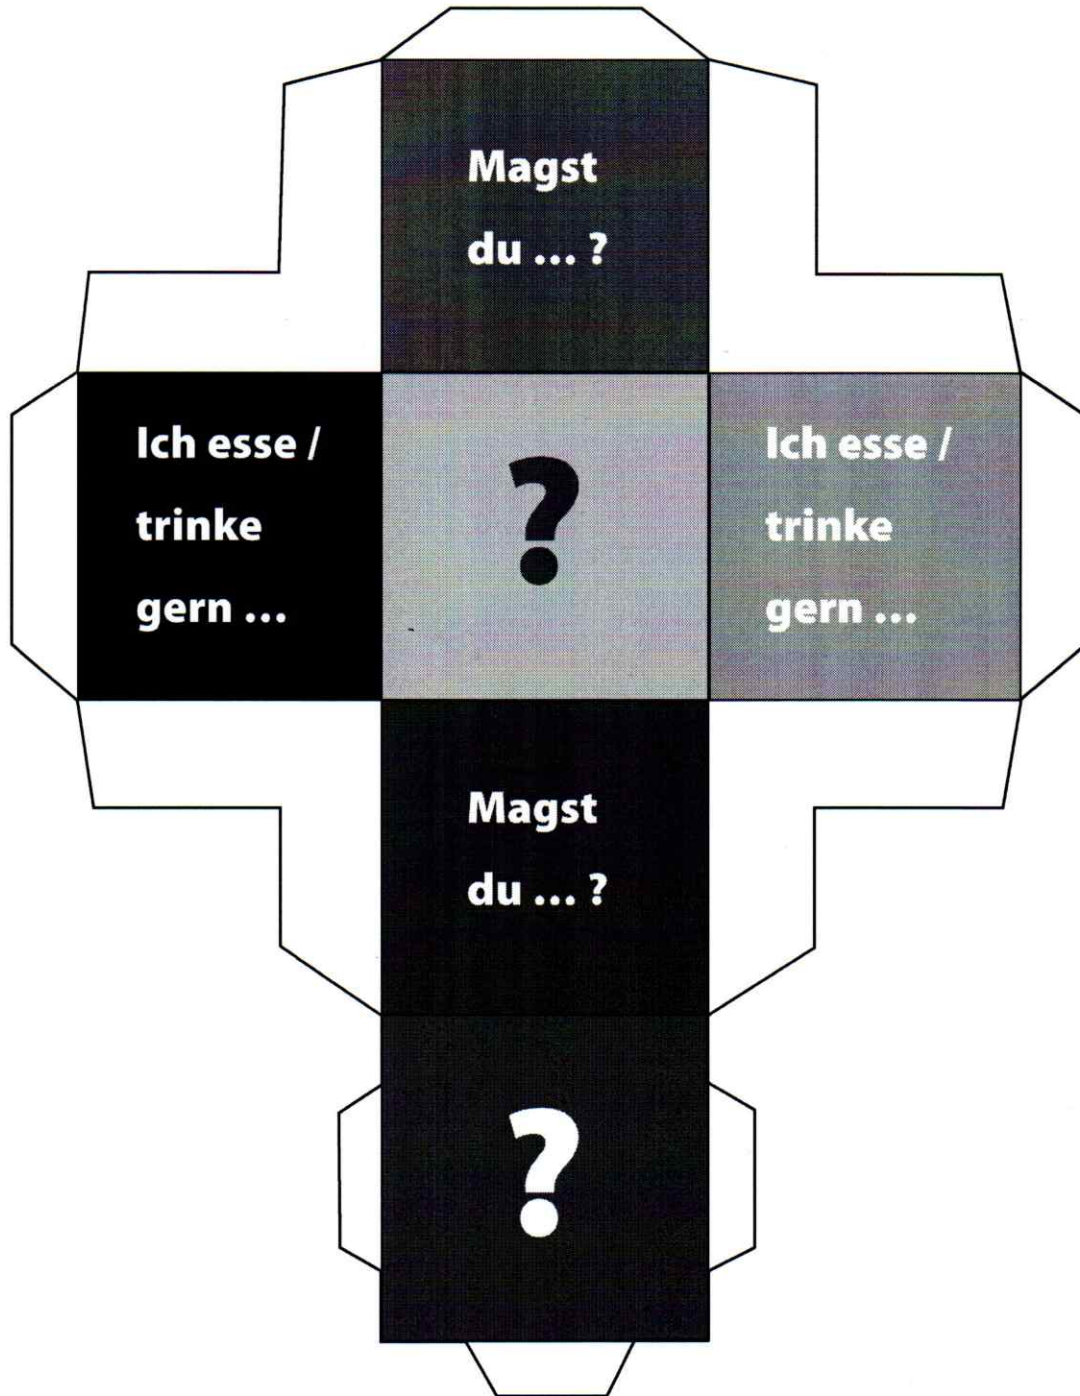 Magst
du ... ?
Ich esse /
trinke
gern ...
?
Ich esse /
trinke
gern ...
Magst
du ... ?
?